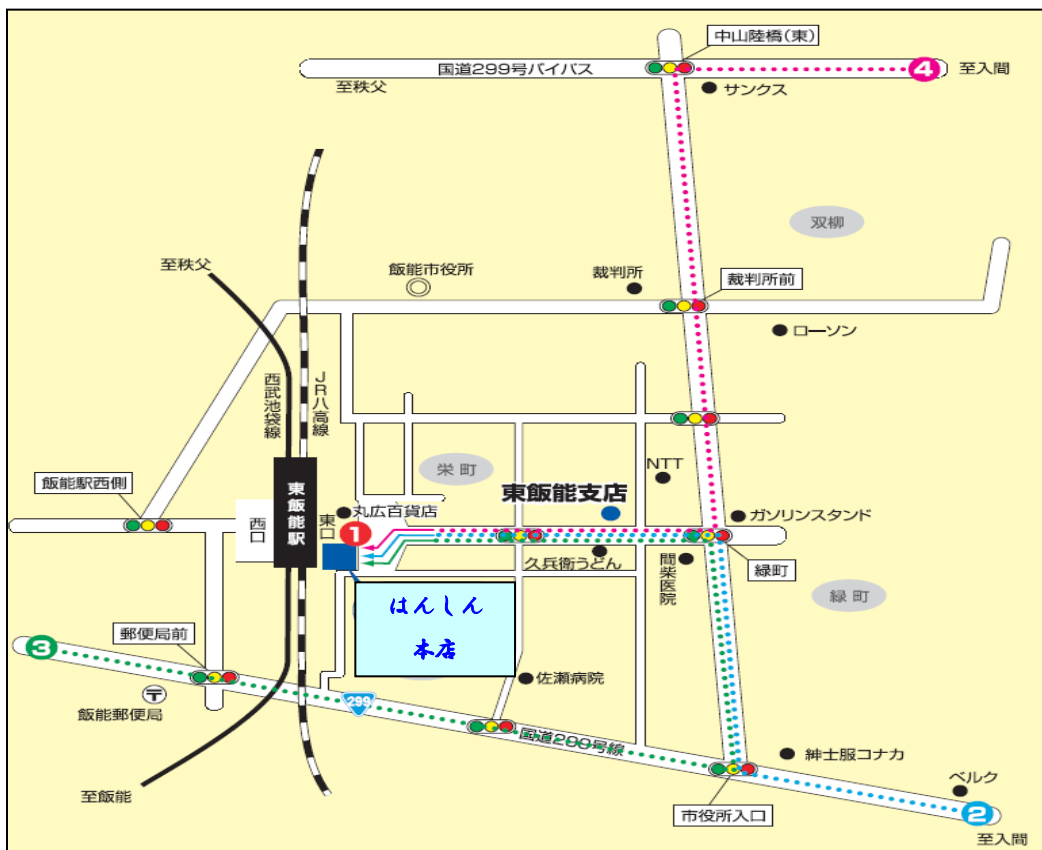 中山陸橋(東)
国道299号バイパス
4
至入間
至秩父
サンクス
双柳
至秩父
飯能市役所
裁判所
裁判所前
ローソン
西武池袋線
JR八高線
栄町
NTT
飯能駅西側
東飯能駅
丸広百貨店
東飯能支店
ガソリンスタンド
西口
東口
1
久兵衛うどん
間柴医院
緑町
緑町
はんしん
本店
3
郵便局前
佐瀬病院
〒
飯能郵便局
299
国道299号線
紳士服コナカ
ベルク
至飯能
市役所入口
2
至入間